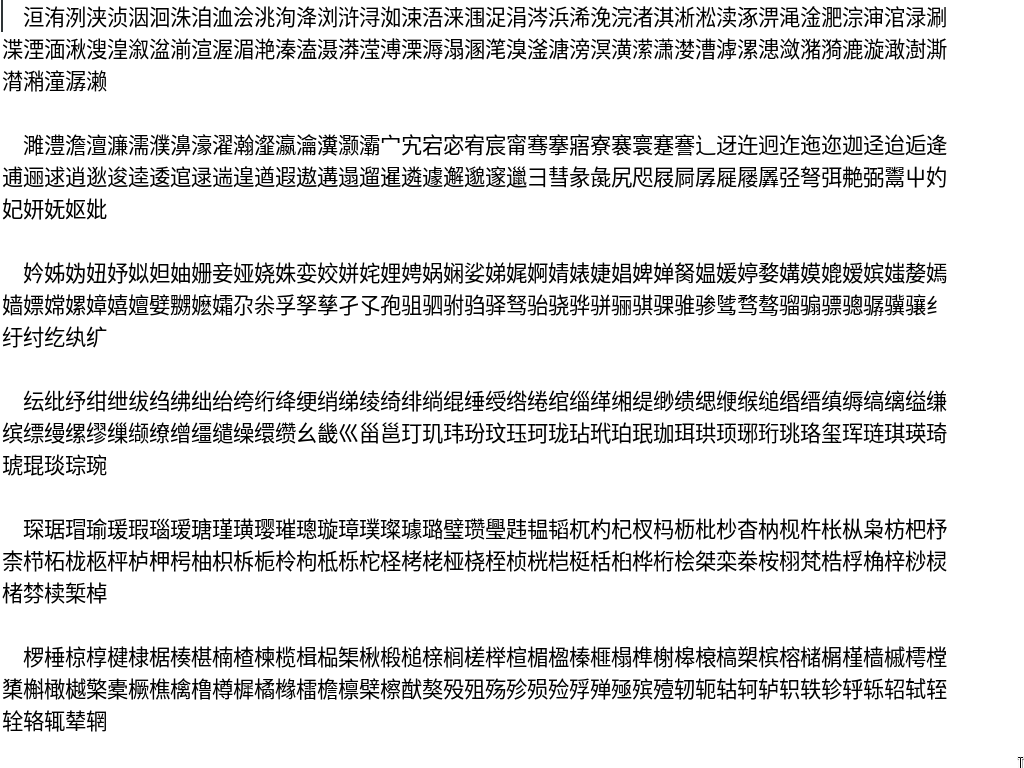 洹洧洌浃浈洇洄洙洎洫浍洮洵洚浏浒浔洳涑浯涞涠浞涓涔浜浠浼浣渚淇淅淞渎涿淠渑淦淝淙渖涫渌涮
渫湮湎湫溲湟溆湓湔渲渥湄滟溱溘滠漭滢溥溧溽溻溷滗溴滏溏滂溟潢潆潇漤漕滹漯漶潋潴漪漉漩澉澍澌
潸潲潼潺濑
濉澧澹澶濂濡濮濞濠濯瀚瀣瀛瀹瀵灏灞宀宄宕宓宥宸甯骞搴寤寮褰寰蹇謇辶迓迕迥迮迤迩迦迳迨逅逄
逋逦逑逍逖逡逵逶逭逯遄遑遒遐遨遘遢遛暹遴遽邂邈邃邋彐彗彖彘尻咫屐屙孱屣屦羼弪弩弭艴弼鬻屮妁
妃妍妩妪妣
妗姊妫妞妤姒妲妯姗妾娅娆姝娈姣姘姹娌娉娲娴娑娣娓婀婧婊婕娼婢婵胬媪媛婷婺媾嫫媲嫒嫔媸嫠嫣
嫱嫖嫦嫘嫜嬉嬗嬖嬲嬷孀尕尜孚孥孳孑孓孢驵驷驸驺驿驽骀骁骅骈骊骐骒骓骖骘骛骜骝骟骠骢骣骥骧纟
纡纣纥纨纩
纭纰纾绀绁绂绉绋绌绐绔绗绛绠绡绨绫绮绯绱绲缍绶绺绻绾缁缂缃缇缈缋缌缏缑缒缗缙缜缛缟缡缢缣
缤缥缦缧缪缫缬缭缯缰缱缲缳缵幺畿巛甾邕玎玑玮玢玟珏珂珑玷玳珀珉珈珥珙顼琊珩珧珞玺珲琏琪瑛琦
琥琨琰琮琬
琛琚瑁瑜瑗瑕瑙瑷瑭瑾璜璎璀璁璇璋璞璨璩璐璧瓒璺韪韫韬杌杓杞杈杩枥枇杪杳枘枧杵枨枞枭枋杷杼
柰栉柘栊柩枰栌柙枵柚枳柝栀柃枸柢栎柁柽栲栳桠桡桎桢桄桤梃栝桕桦桁桧桀栾桊桉栩梵梏桴桷梓桫棂
楮棼椟椠棹
椤棰椋椁楗棣椐楱椹楠楂楝榄楫榀榘楸椴槌榇榈槎榉楦楣楹榛榧榻榫榭槔榱槁槊槟榕槠榍槿樯槭樗樘
橥槲橄樾檠橐橛樵檎橹樽樨橘橼檑檐檩檗檫猷獒殁殂殇殄殒殓殍殚殛殡殪轫轭轱轲轳轵轶轸轷轹轺轼轾
辁辂辄辇辋